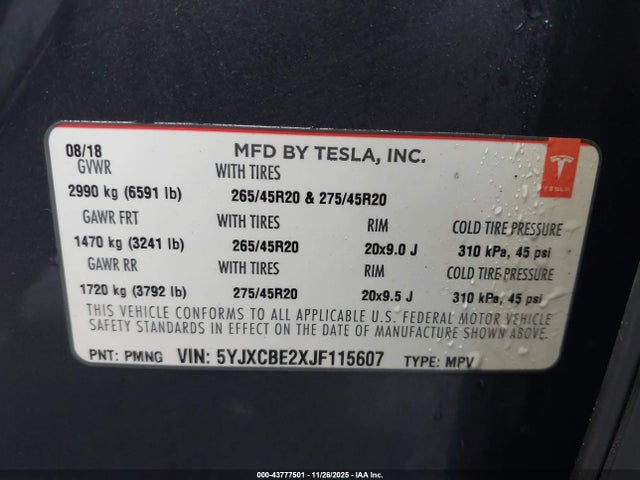 08/18 MFD BY TESLA, INC.
GVWR WITH TIRES
TESLA
2990 kg (6591 lb) 265/45R20 & 275/45R20
GAWR FRT WITH TIRES RIM COLD TIRE PRESSURE
1470 kg (3241 lb) 265/45R20 20x9.0 J 310 kPa, 45 psi
GAWR RR WITH TIRES RIM COLD TIRE PRESSURE
1720 kg (3792 lb) 275/45R20 20x9.5 J 310 kPa, 45 psi
THIS VEHICLE CONFORMS TO ALL APPLICABLE U.S. FEDERAL MOTOR VEHICLE
SAFETY STANDARDS IN EFFECT ON THE DATE OF MANUFACTURE SHOWN ABOVE.
PNT: PMNG VIN: 5YJXCBE2XJF115607 TYPE: MPV
000-43777501 - 11/26/2025 - IAA Inc.